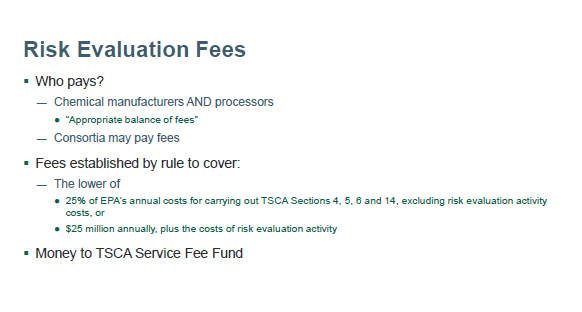 Risk Evaluation Fees
▪ Who pays?
— Chemical manufacturers AND processors
● "Appropriate balance of fees"
— Consortia may pay fees
▪ Fees established by rule to cover:
— The lower of
● 25% of EPA's annual costs for carrying out TSCA Sections 4, 5, 6 and 14, excluding risk evaluation activity
costs, or
● $25 million annually, plus the costs of risk evaluation activity
▪ Money to TSCA Service Fee Fund